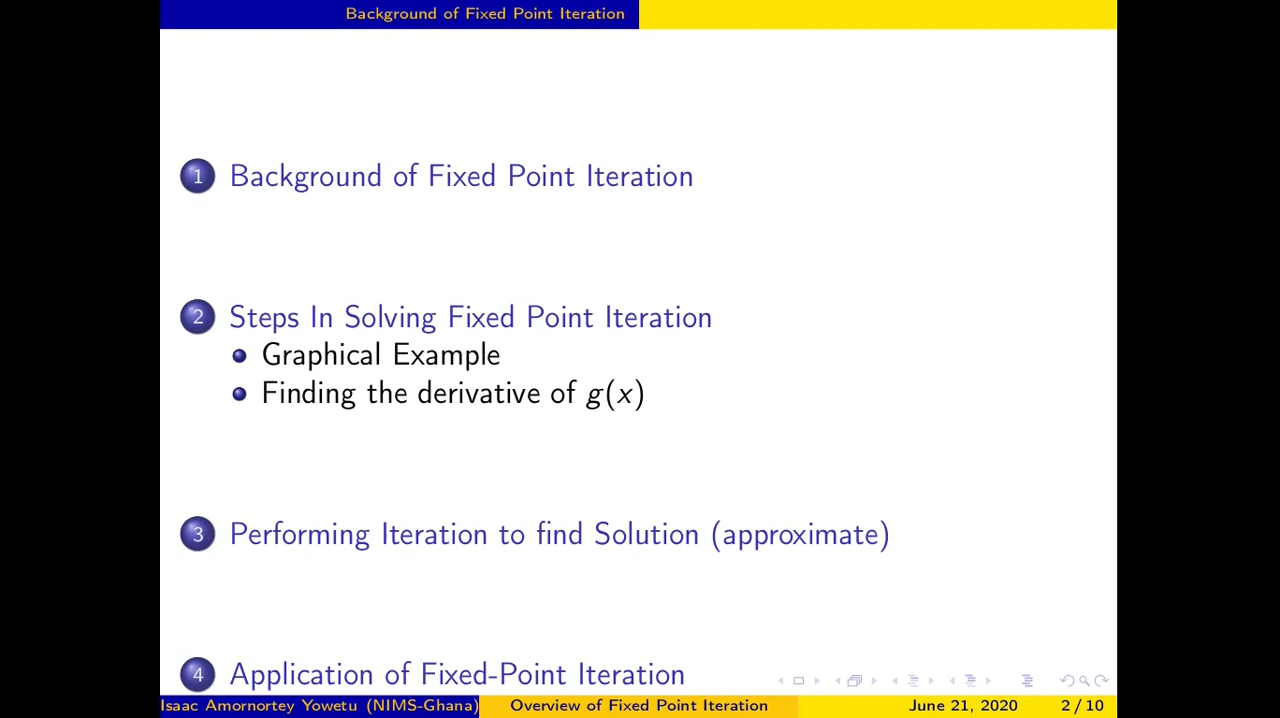 Background of Fixed Point Iteration
1 Background of Fixed Point Iteration
2 Steps In Solving Fixed Point Iteration
Graphical Example
Finding the derivative of g(x)
3 Performing Iteration to find Solution (approximate)
4 Application of Fixed-Point Iteration
Isaac Amornortey Yowetu (NIMS-Ghana) Overview of Fixed Point Iteration June 21, 2020 2 / 10